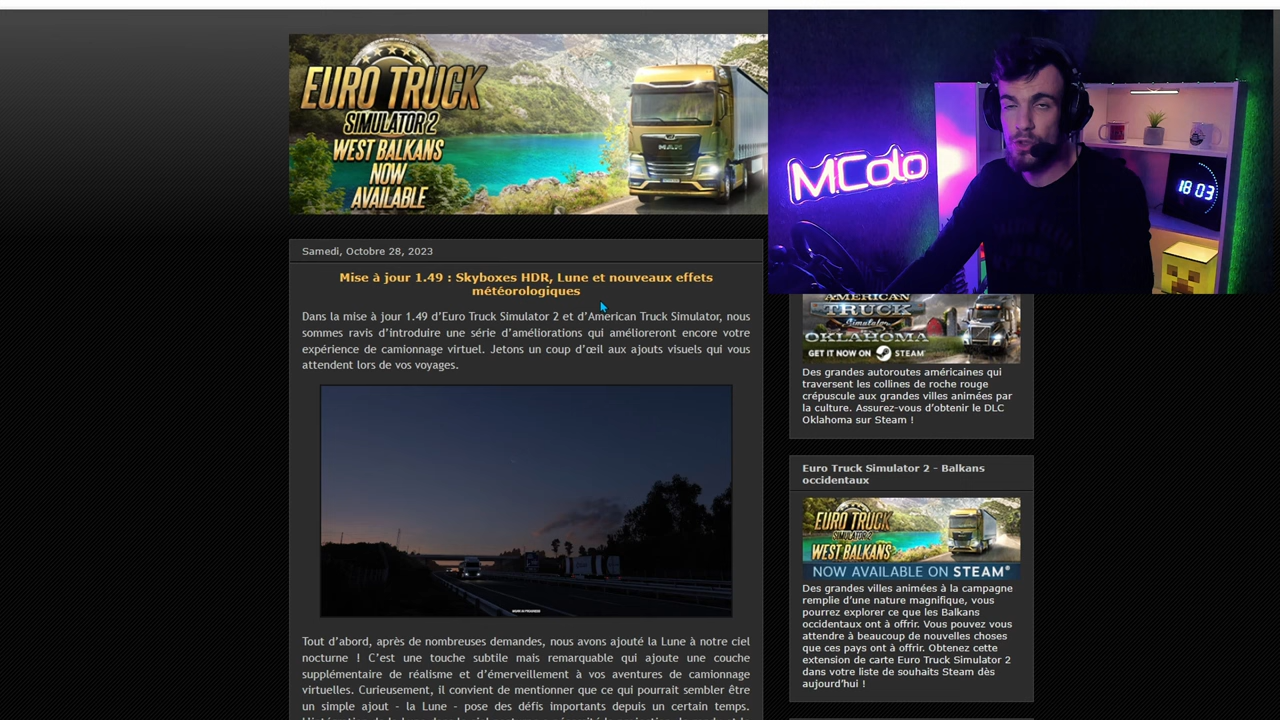 EURO TRUCK
SIMULATOR 2
WEST BALKANS
NOW
AVAILABLE
MAN
M.Colo
18 03
Samedi, Octobre 28, 2023
Mise à jour 1.49 : Skyboxes HDR, Lune et nouveaux effets
météorologiques
Dans la mise à jour 1.49 d'Euro Truck Simulator 2 et d'American Truck Simulator, nous
sommes ravis d'introduire une série d'améliorations qui amélioreront encore votre
expérience de camionnage virtuel. Jetons un coup d'œil aux ajouts visuels qui vous
attendent lors de vos voyages.
WORK IN PROGRESS
Tout d'abord, après de nombreuses demandes, nous avons ajouté la Lune à notre ciel
nocturne ! C'est une touche subtile mais remarquable qui ajoute une couche
supplémentaire de réalisme et d'émerveillement à vos aventures de camionnage
virtuelles. Curieusement, il convient de mentionner que ce qui pourrait sembler être
un simple ajout - la Lune - pose des défis importants depuis un certain temps.
AMERICAN
TRUCK
Simulator
OKLAHOMA
GET IT NOW ON STEAM
Des grandes autoroutes américaines qui
traversent les collines de roche rouge
crépuscule aux grandes villes animées par
la culture. Assurez-vous d'obtenir le DLC
Oklahoma sur Steam !
Euro Truck Simulator 2 - Balkans
occidentaux
EURO TRUCK
SIMULATOR 2
WEST BALKANS
NOW AVAILABLE ON STEAM
Des grandes villes animées à la campagne
remplie d'une nature magnifique, vous
pourrez explorer ce que les Balkans
occidentaux ont à offrir. Vous pouvez vous
attendre à beaucoup de nouvelles choses
que ces pays ont à offrir. Obtenez cette
extension de carte Euro Truck Simulator 2
dans votre liste de souhaits Steam dès
aujourd'hui !